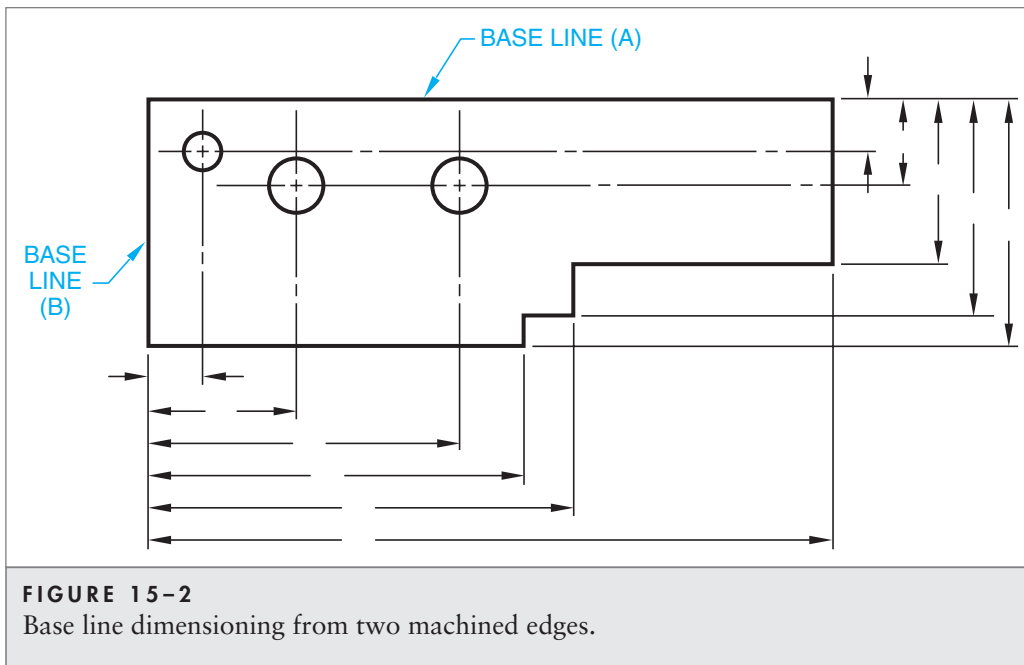 BASE LINE (A)
BASE
LINE
(B)
FIGURE 15–2
Base line dimensioning from two machined edges.